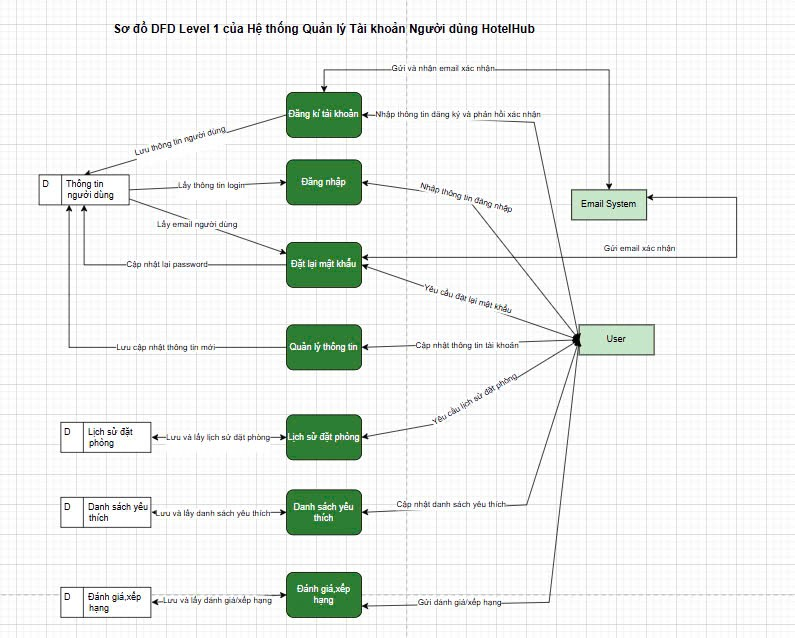 Sơ đồ DFD Level 1 của Hệ thống Quản lý Tài khoản Người dùng HotelHub
Gửi và nhận email xác nhận
Đăng kí tài khoản
Nhập thông tin đăng ký và phản hồi xác nhận
Lưu thông tin người dùng
D
Thông tin
người dùng
Lấy thông tin login
Đăng nhập
Nhập thông tin đăng nhập
Email System
Lấy email người dùng
Gửi email xác nhận
Cập nhật lại password
Đặt lại mật khẩu
Yêu cầu đặt lại mật khẩu
User
Lưu cập nhật thông tin mới
Quản lý thông tin
Cập nhật thông tin tài khoản
Yêu cầu lịch sử đặt phòng
D
Lịch sử đặt
phòng
Lưu và lấy lịch sử đặt phòng
Lịch sử đặt phòng
D
Danh sách yêu
thích
Lưu và lấy danh sách yêu thích
Danh sách yêu
thích
Cập nhật danh sách yêu thích
D
Đánh giá,xếp
hạng
Lưu và lấy đánh giá/xếp hạng
Đánh giá,xếp
hạng
Gửi đánh giá/xếp hạng